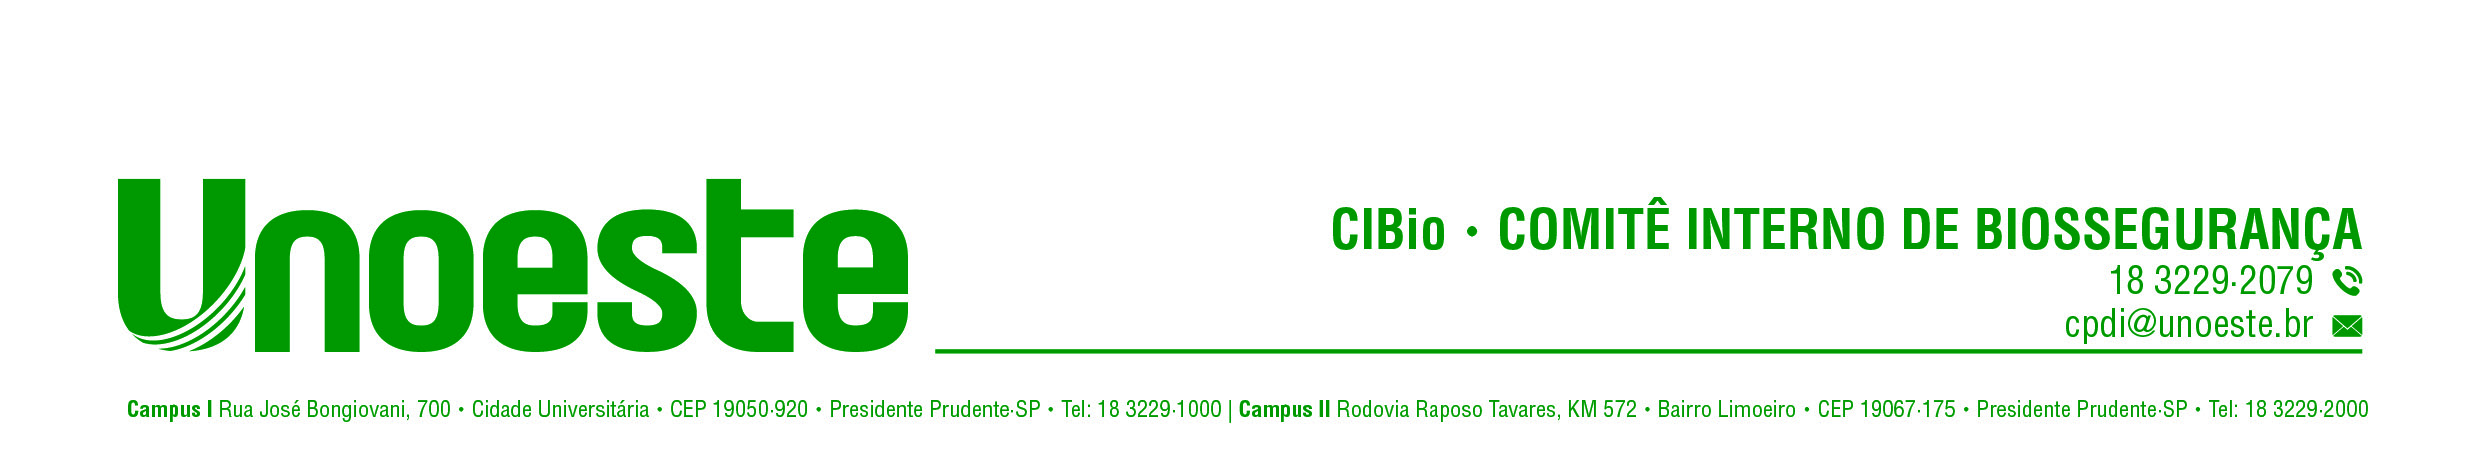 Unoeste
CIBio • COMITÊ INTERNO DE BIOSSEGURANÇA
18 3229-2079
cpdi@unoeste.br
Campus I Rua José Bongiovani, 700 • Cidade Universitária • CEP 19050-920 • Presidente Prudente-SP • Tel: 18 3229-1000 | Campus II Rodovia Raposo Tavares, KM 572 • Bairro Limoeiro • CEP 19067-175 • Presidente Prudente-SP • Tel: 18 3229-2000